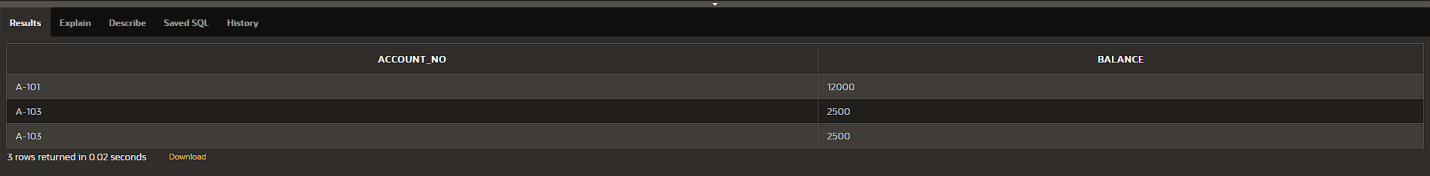 Results Explain Describe Saved SQL History
ACCOUNT_NO BALANCE
A-101 12000
A-103 2500
A-103 2500
3 rows returned in 0.02 seconds Download